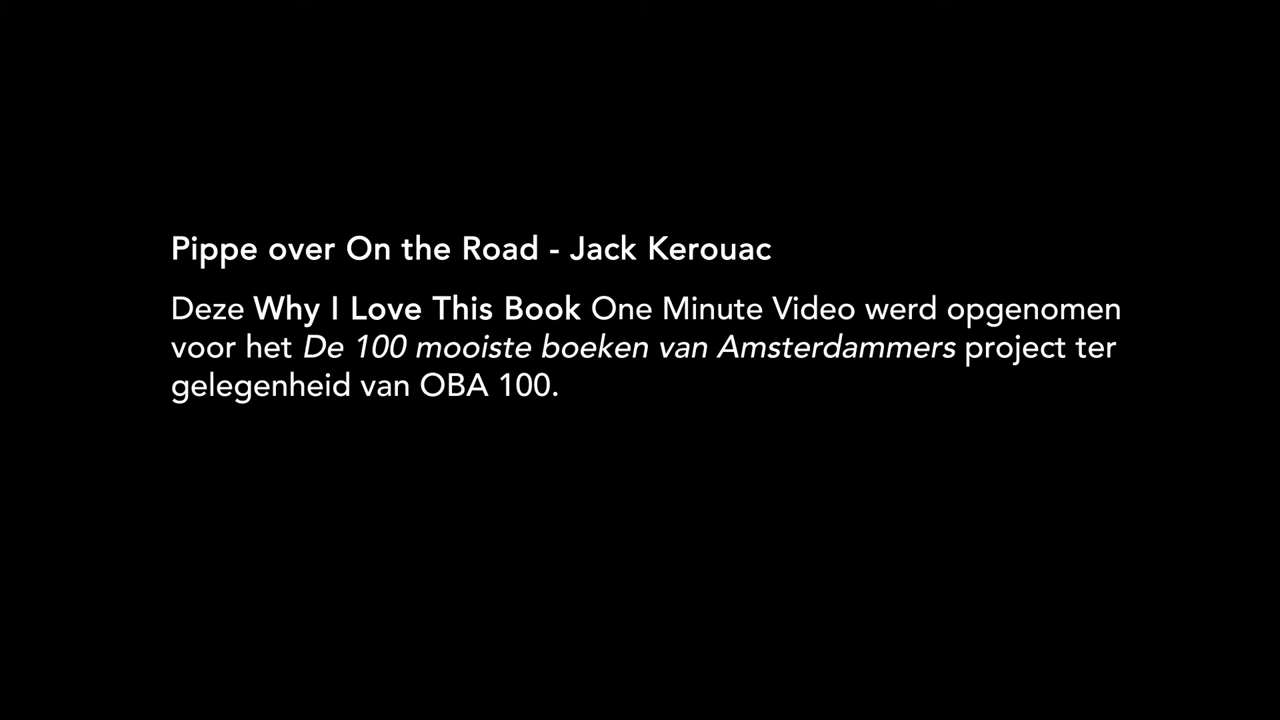 Pippe over On the Road - Jack Kerouac
Deze Why I Love This Book One Minute Video werd opgenomen
voor het De 100 mooiste boeken van Amsterdammers project ter
gelegenheid van OBA 100.